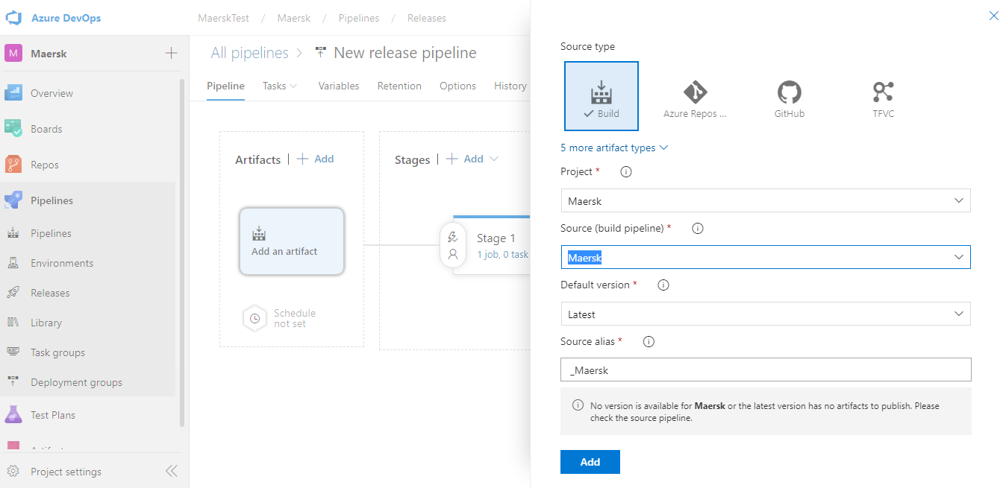 Azure DevOps
MaerskTest / Maersk / Pipelines / Releases
M Maersk
Overview
Boards
Repos
Pipelines
Pipelines
Environments
Releases
Library
Task groups
Deployment groups
Test Plans
Project settings
All pipelines > New release pipeline
Pipeline Tasks Variables Retention Options History
Artifacts | + Add
Add an artifact
Schedule
not set
Stages | + Add
Stage 1
1 job, 0 task
Source type
Build
Azure Repos ...
GitHub
TFVC
5 more artifact types
Project *
Maersk
Source (build pipeline) *
Maersk
Default version *
Latest
Source alias *
_Maersk
No version is available for Maersk or the latest version has no artifacts to publish. Please
check the source pipeline.
Add